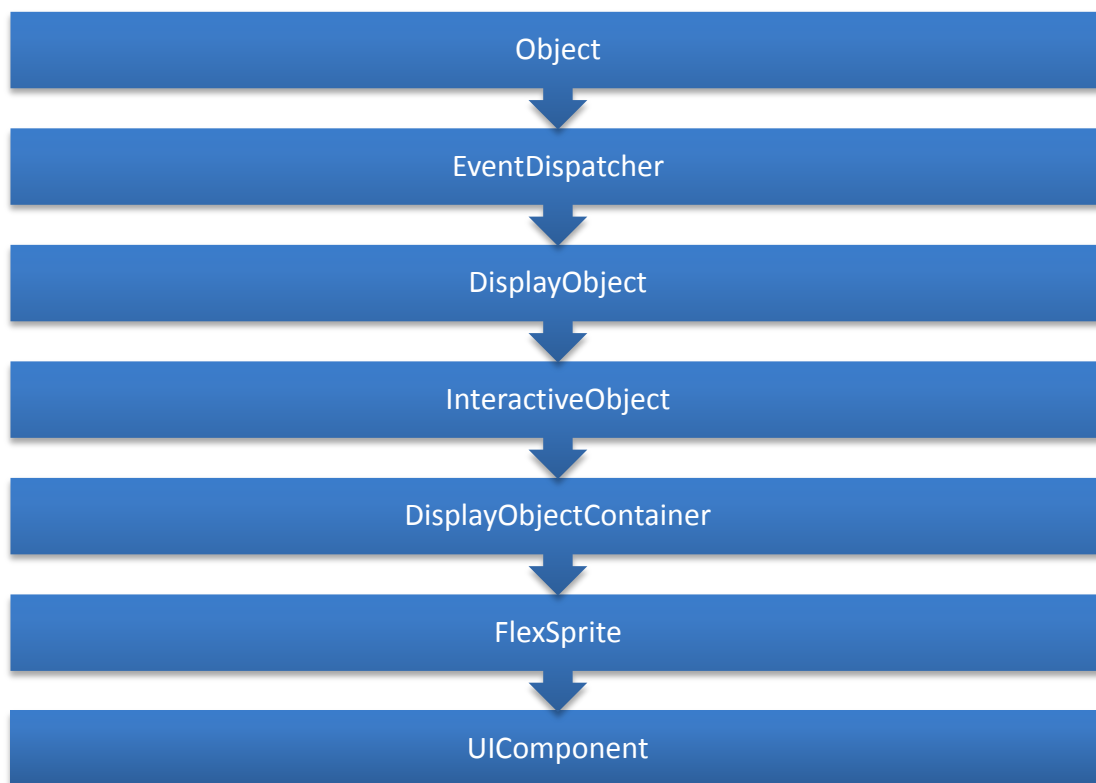 Object
EventDispatcher
DisplayObject
InteractiveObject
DisplayObjectContainer
FlexSprite
UIComponent